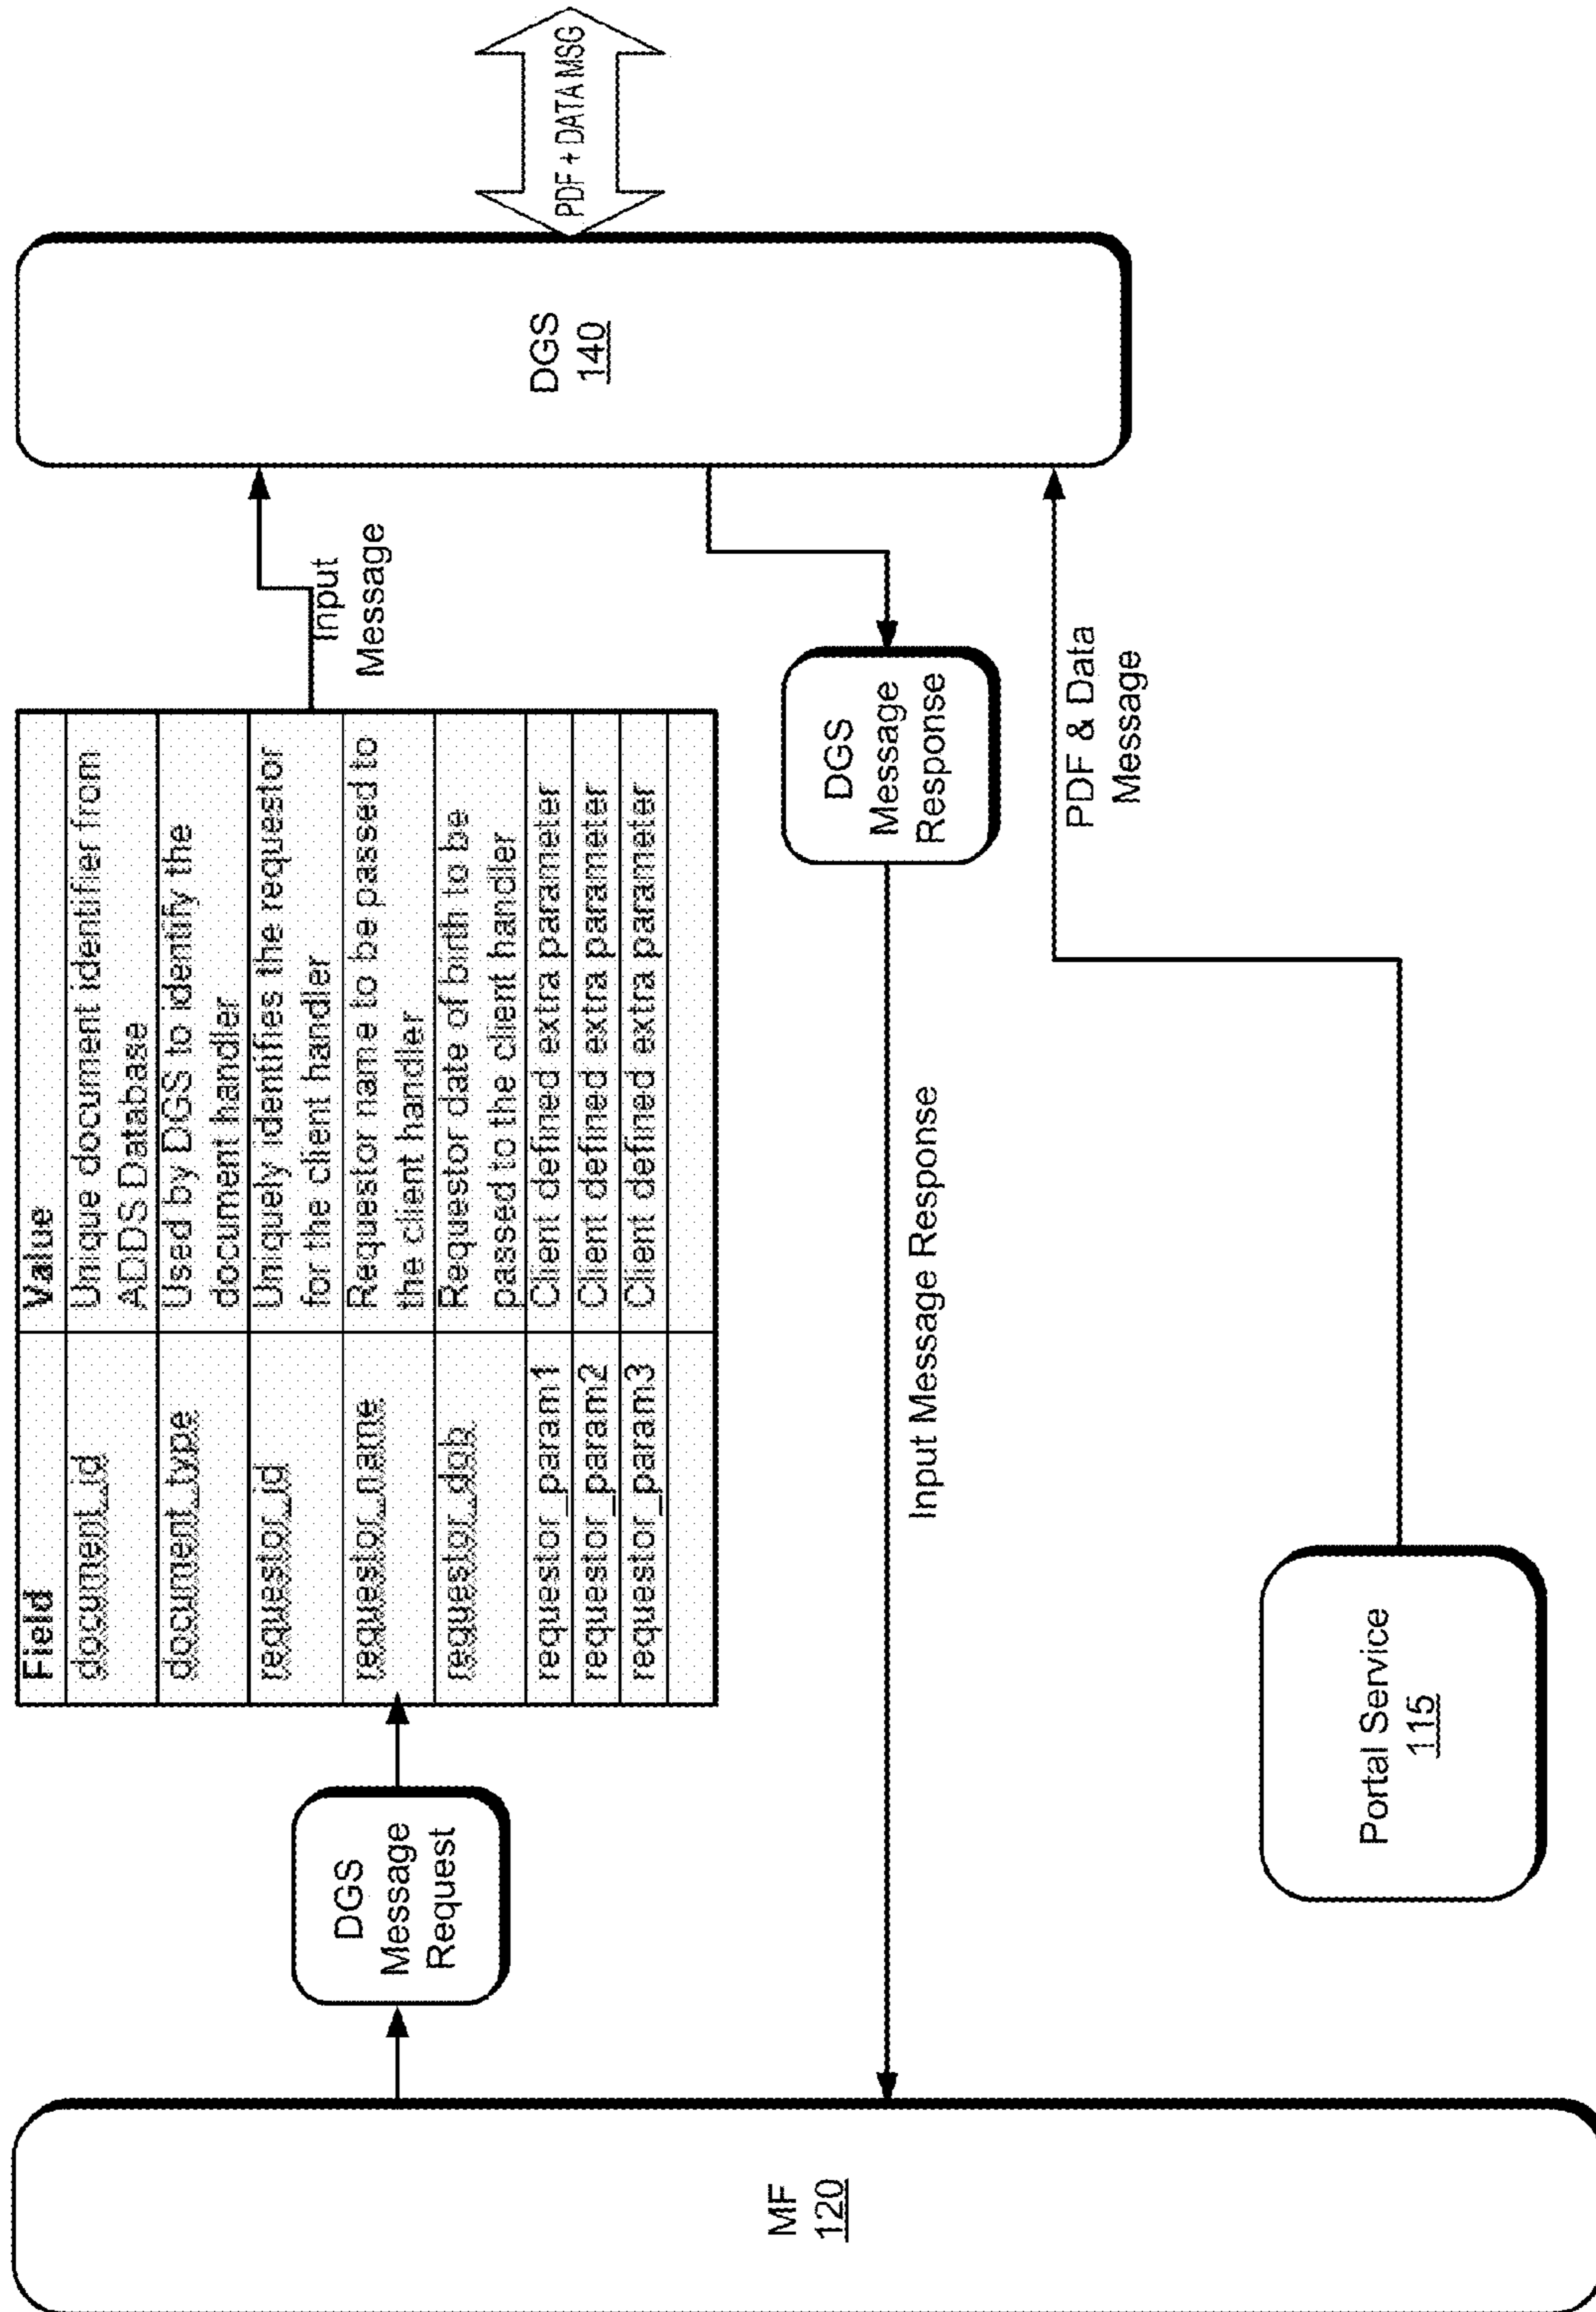 MF
120
DGS
Message
Request
Field
Value
document_id
Unique document identifier from
ADDS Database
document_type
Used by DGS to identify the
document handler
requestor_id
Uniquely identifies the requestor
for the client handler
requestor_name
Requestor name to be passed to
the client handler
requestor_dob
Requestor date of birth to be
passed to the client handler
requestor_param1
Client defined extra parameter
requestor_param2
Client defined extra parameter
requestor_param3
Client defined extra parameter
Input
Message
DGS
140
PDF + DATA MSG
DGS
Message
Response
Input Message Response
PDF & Data
Message
Portal Service
115